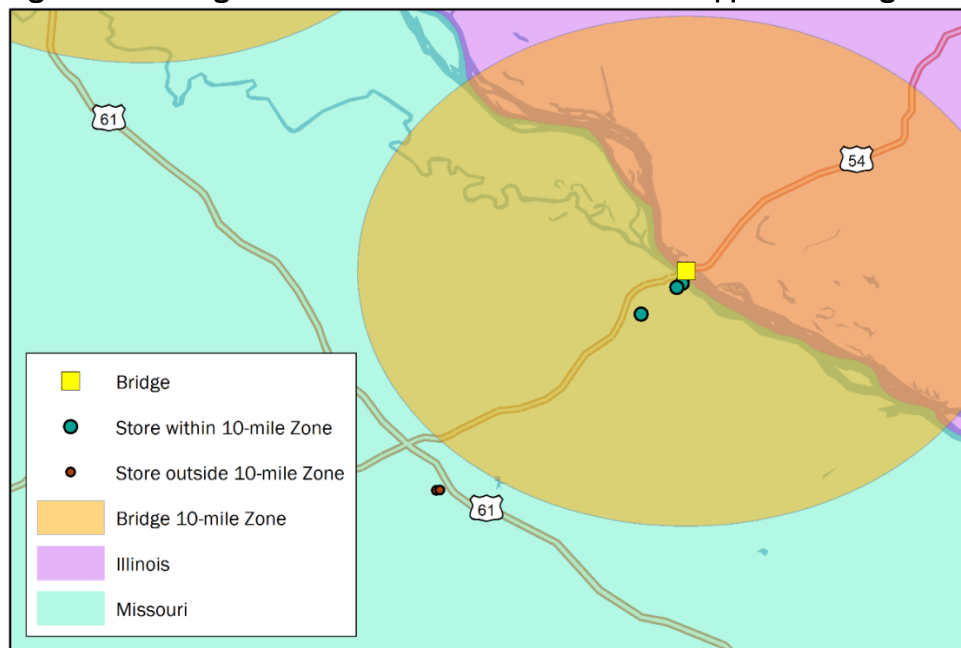 61
54
61
Bridge
Store within 10-mile Zone
Store outside 10-mile Zone
Bridge 10-mile Zone
Illinois
Missouri